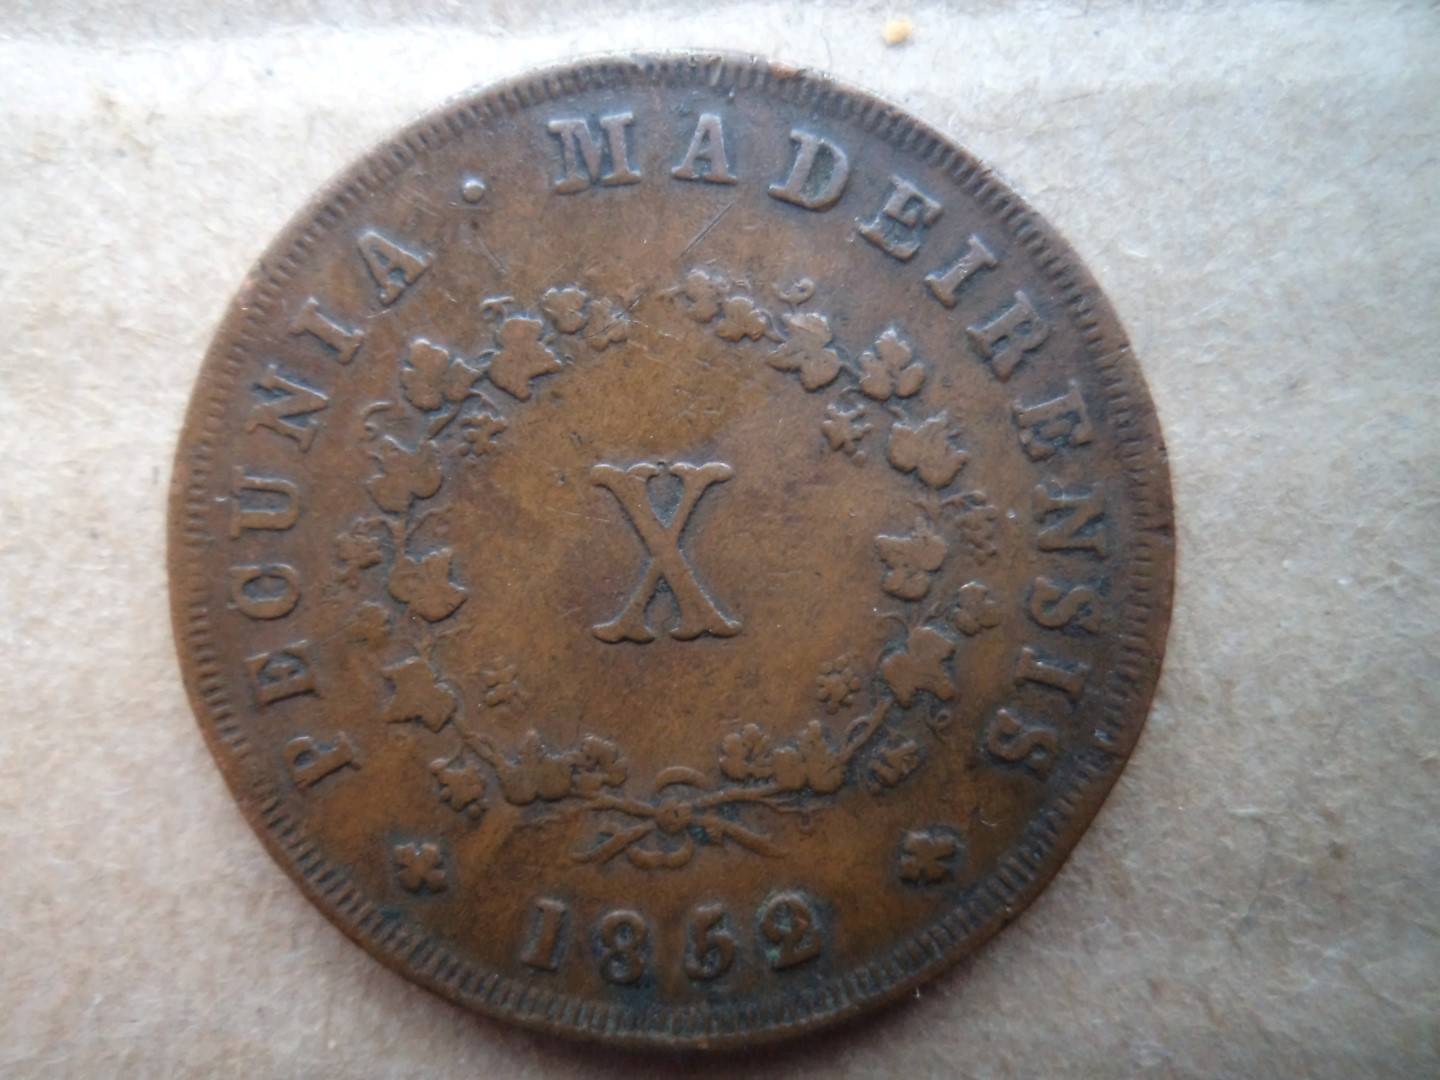 PECUNIA · MADEIRENSIS
X
1852